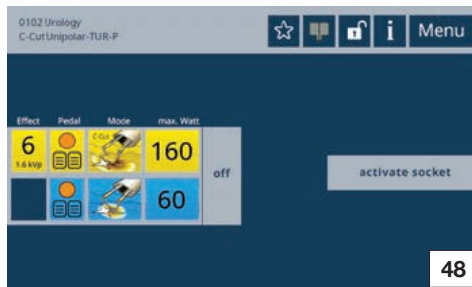 0102 Urology
C-Cut Unipolar-TUR-P
i
Menu
Effect Pedal Mode max. Watt
6
1.6 kVp
C-Cut
160
off
60
activate socket
48